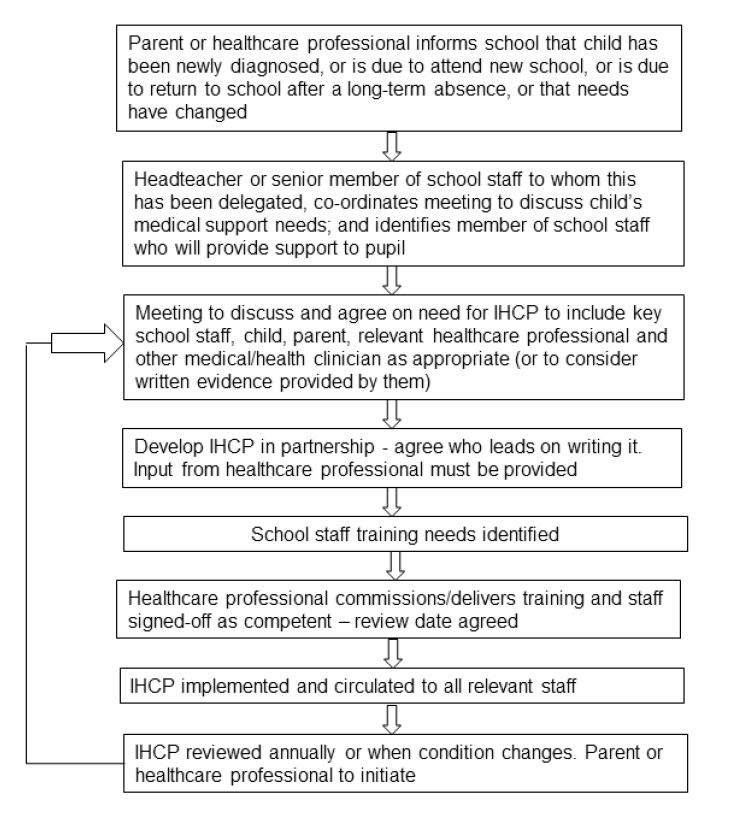 Parent or healthcare professional informs school that child has
been newly diagnosed, or is due to attend new school, or is due
to return to school after a long-term absence, or that needs
have changed
Headteacher or senior member of school staff to whom this
has been delegated, co-ordinates meeting to discuss child's
medical support needs; and identifies member of school staff
who will provide support to pupil
Meeting to discuss and agree on need for IHCP to include key
school staff, child, parent, relevant healthcare professional and
other medical/health clinician as appropriate (or to consider
written evidence provided by them)
Develop IHCP in partnership - agree who leads on writing it.
Input from healthcare professional must be provided
School staff training needs identified
Healthcare professional commissions/delivers training and staff
signed-off as competent – review date agreed
IHCP implemented and circulated to all relevant staff
IHCP reviewed annually or when condition changes. Parent or
healthcare professional to initiate